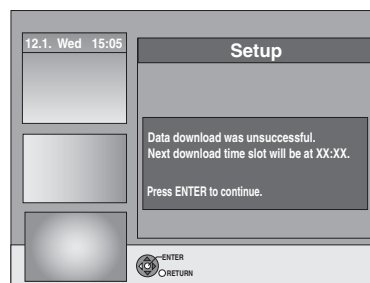 12.1. Wed 15:05
Setup
Data download was unsuccessful.
Next download time slot will be at XX:XX.
Press ENTER to continue.
ENTER
RETURN